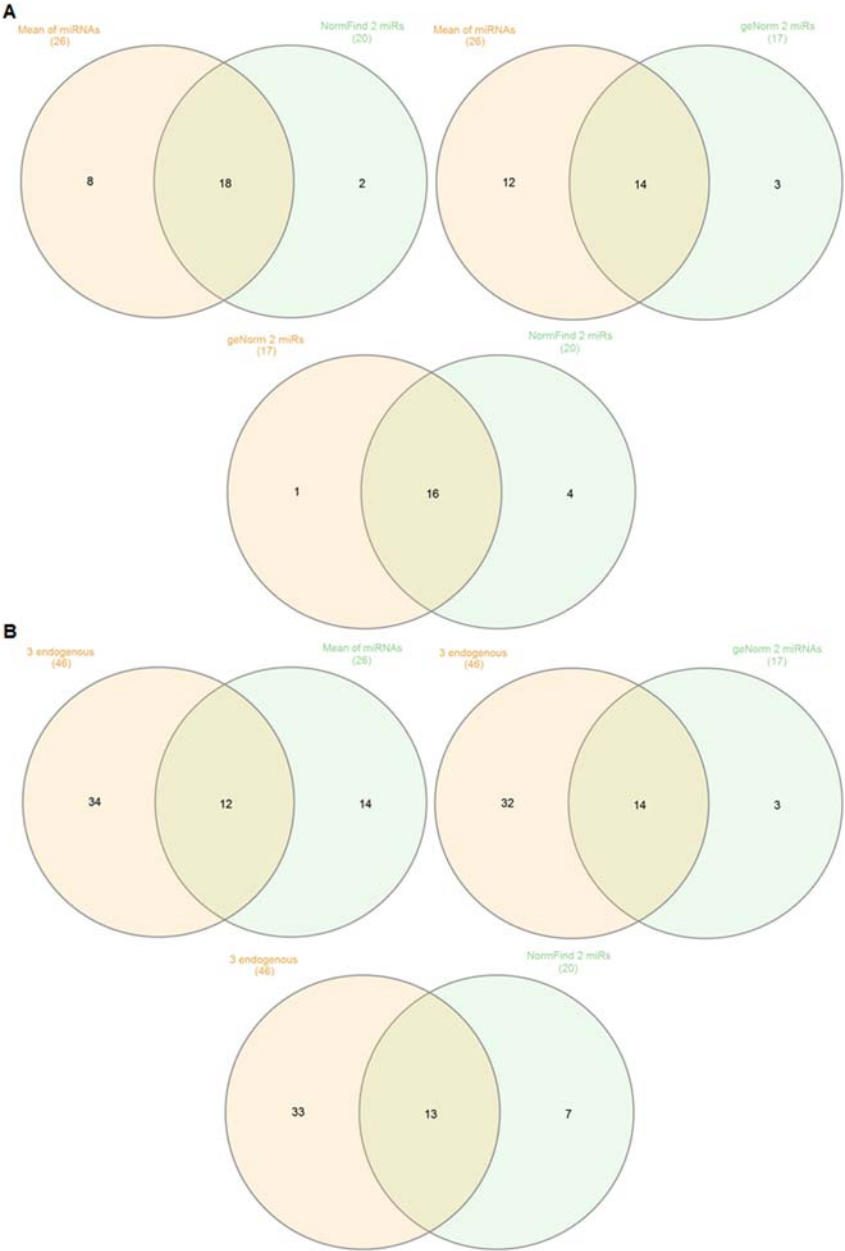 A
Mean of miRNAs
(26)
NormFind 2 miRs
(20)
8
18
2
Mean of miRNAs
(26)
geNorm 2 miRs
(17)
12
14
3
geNorm 2 miRs
(17)
NormFind 2 miRs
(20)
1
16
4
B
3 endogenous
(46)
Mean of miRNAs
(26)
34
12
14
3 endogenous
(46)
geNorm 2 miRNAs
(17)
32
14
3
3 endogenous
(46)
NormFind 2 miRs
(20)
33
13
7